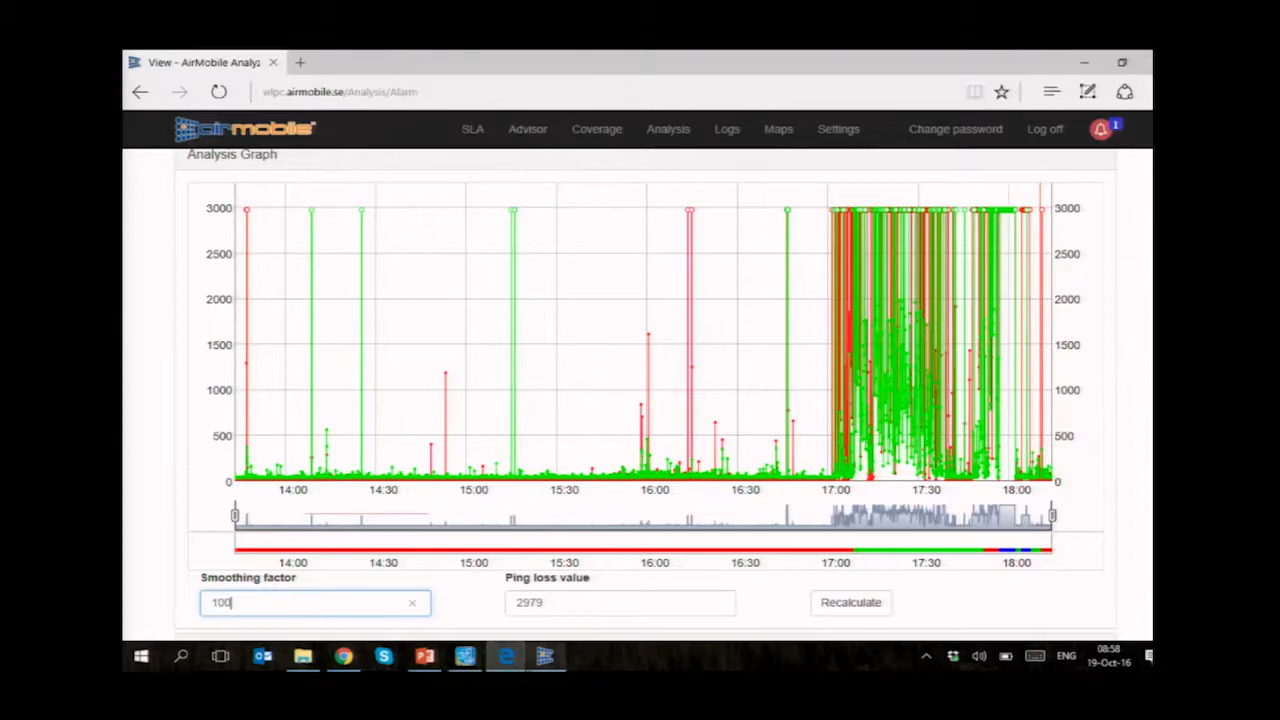 View - AirMobile Analyz
wlpc.airmobile.se/Analysis/Alarm
airmobile SLA Advisor Coverage Analysis Logs Maps Settings Change password Log off 1
Analysis Graph
3000 3000
2500 2500
2000 2000
1500 1500
1000 1000
500 500
0 0
14:00 14:30 15:00 15:30 16:00 16:30 17:00 17:30 18:00
14:00 14:30 15:00 15:30 16:00 16:30 17:00 17:30 18:00
Smoothing factor Ping loss value
100 2979 Recalculate
ENG 08:58
19-Oct-16